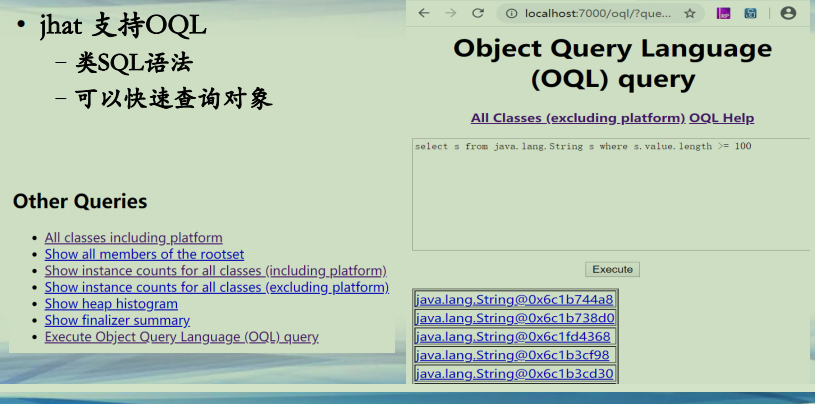 • jhat 支持OQL
– 类SQL语法
– 可以快速查询对象
Other Queries
• All classes including platform
• Show all members of the rootset
• Show instance counts for all classes (including platform)
• Show instance counts for all classes (excluding platform)
• Show heap histogram
• Show finalizer summary
• Execute Object Query Language (OQL) query
localhost:7000/oql/?que...
Object Query Language
(OQL) query
All Classes (excluding platform) OQL Help
select s from java.lang.String s where s.value.length >= 100
Execute
java.lang.String@0x6c1b744a8
java.lang.String@0x6c1b738d0
java.lang.String@0x6c1fd4368
java.lang.String@0x6c1b3cf98
java.lang.String@0x6c1b3cd30